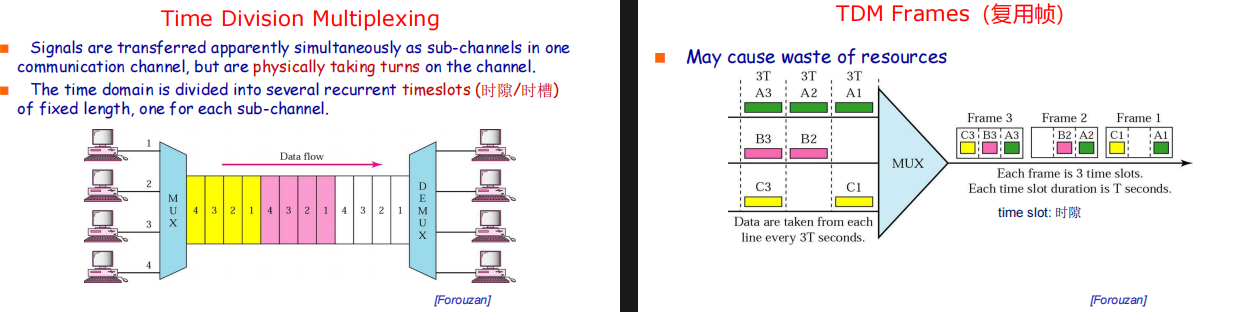 Time Division Multiplexing
Signals are transferred apparently simultaneously as sub-channels in one
communication channel, but are physically taking turns on the channel.
The time domain is divided into several recurrent timeslots (时隙/时槽)
of fixed length, one for each sub-channel.
1
2
3
4
MUX
Data flow
4 3 2 1 4 3 2 1 4 3 2 1
DEMUX
[Forouzan]
TDM Frames (复用帧)
May cause waste of resources
3T 3T 3T
A3 A2 A1
B3 B2
C3 C1
MUX
Data are taken from each
line every 3T seconds.
Frame 3 Frame 2 Frame 1
C3 B3 A3 B2 A2 C1 A1
Each frame is 3 time slots.
Each time slot duration is T seconds.
time slot: 时隙
[Forouzan]